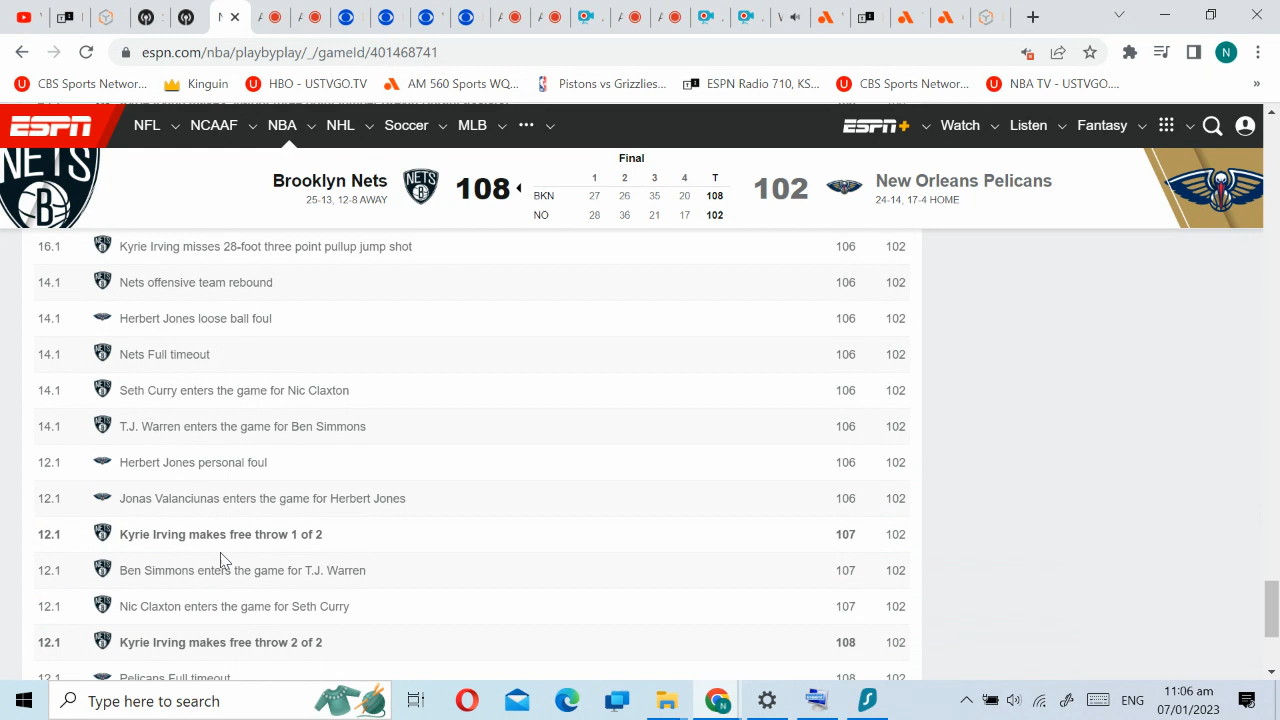 espn.com/nba/playbyplay/_/gameId/401468741
N
CBS Sports Networ...
Kinguin
HBO - USTVGO.TV
AM 560 Sports WQ...
Pistons vs Grizzlies...
ESPN Radio 710, KS...
CBS Sports Networ...
NBA TV - USTVGO....
»
ESPN
NFL
NCAAF
NBA
NHL
Soccer
MLB
ESPN+
Watch
Listen
Fantasy
NETS
B
Brooklyn Nets
25-13, 12-8 AWAY
108
Final
1 2 3 4 T
BKN 27 26 35 20 108
NO 28 36 21 17 102
102
New Orleans Pelicans
24-14, 17-4 HOME
16.1 Kyrie Irving misses 28-foot three point pullup jump shot 106 102
14.1 Nets offensive team rebound 106 102
14.1 Herbert Jones loose ball foul 106 102
14.1 Nets Full timeout 106 102
14.1 Seth Curry enters the game for Nic Claxton 106 102
14.1 T.J. Warren enters the game for Ben Simmons 106 102
12.1 Herbert Jones personal foul 106 102
12.1 Jonas Valanciunas enters the game for Herbert Jones 106 102
12.1 Kyrie Irving makes free throw 1 of 2 107 102
12.1 Ben Simmons enters the game for T.J. Warren 107 102
12.1 Nic Claxton enters the game for Seth Curry 107 102
12.1 Kyrie Irving makes free throw 2 of 2 108 102
12.1 Pelicans Full timeout 108 102
Type here to search
ENG
11:06 am
07/01/2023